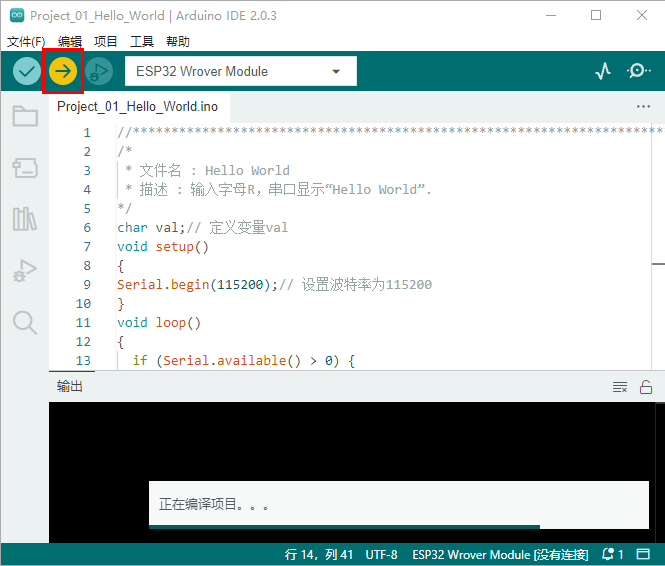 Project_01_Hello_World | Arduino IDE 2.0.3
文件(F) 编辑 项目 工具 帮助
ESP32 Wrover Module
Project_01_Hello_World.ino
1 //**********************************************************************
2 /*
3 * 文件名 : Hello World
4 * 描述 : 输入字母R，串口显示“Hello World”.
5 */
6 char val;// 定义变量val
7 void setup()
8 {
9 Serial.begin(115200);// 设置波特率为115200
10 }
11 void loop()
12 {
13 if (Serial.available() > 0) {
输出
正在编译项目。。。
行 14，列 41 UTF-8 ESP32 Wrover Module [没有连接] 1